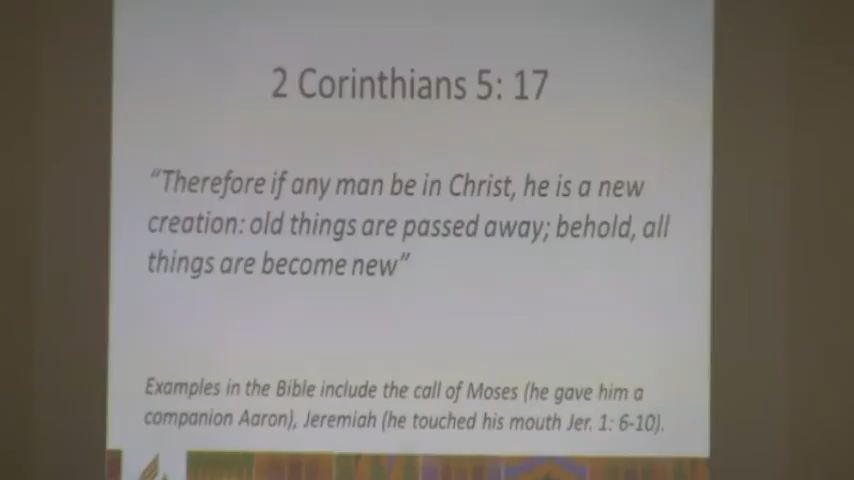 2 Corinthians 5: 17
“Therefore if any man be in Christ, he is a new
creation: old things are passed away; behold, all
things are become new”
Examples in the Bible include the call of Moses (he gave him a
companion Aaron), Jeremiah (he touched his mouth Jer. 1: 6-10).